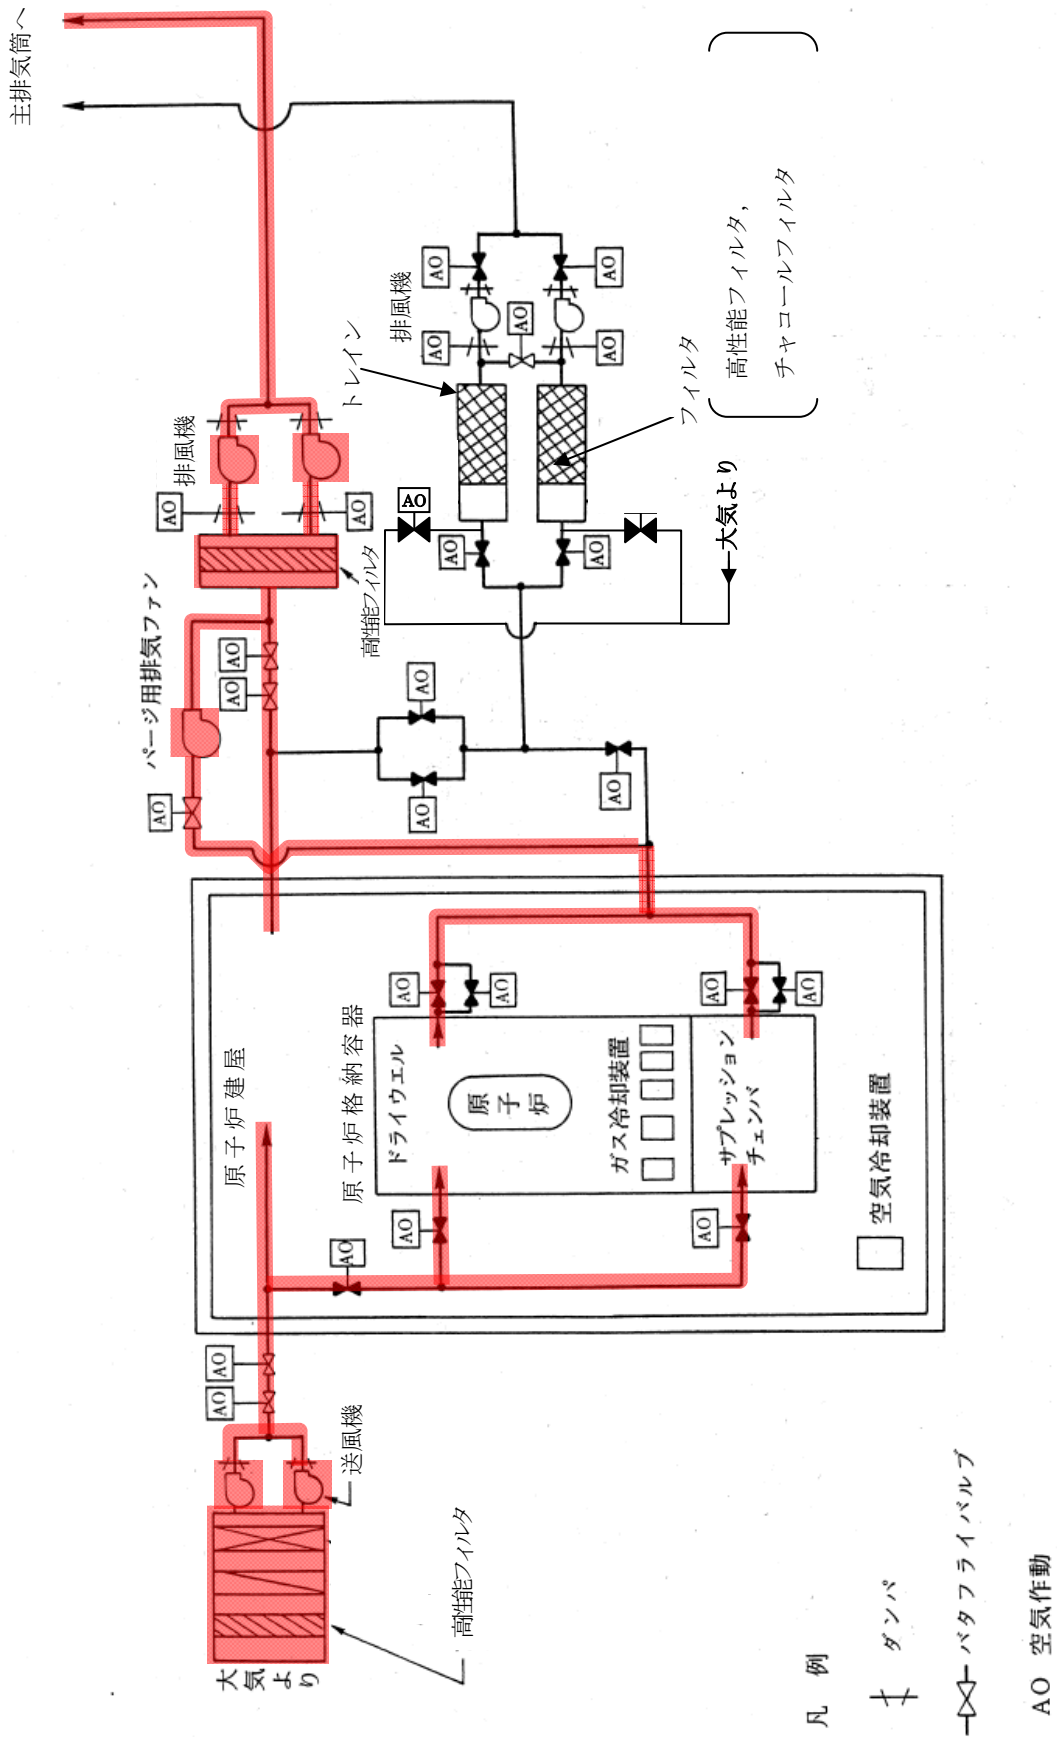 主排気筒へ
AO
AO
排風機
AO
AO
AO
トレイン
フィルタ
高性能フィルタ,
チャコールフィルタ
排風機
AO
AO
高性能フィルタ
AO
AO
AO
大気より
パージ用排気ファン
AO
AO
AO
AO
AO
AO
原子炉建屋
原子炉格納容器
AO
AO
AO
AO
ドライウェル
原子炉
ガス冷却装置
サプレッション
チェンバ
空気冷却装置
AO
AO
AO
AO
AO
送風機
高性能フィルタ
大気より
凡例
ダンパ
バタフライバルブ
AO 空気作動